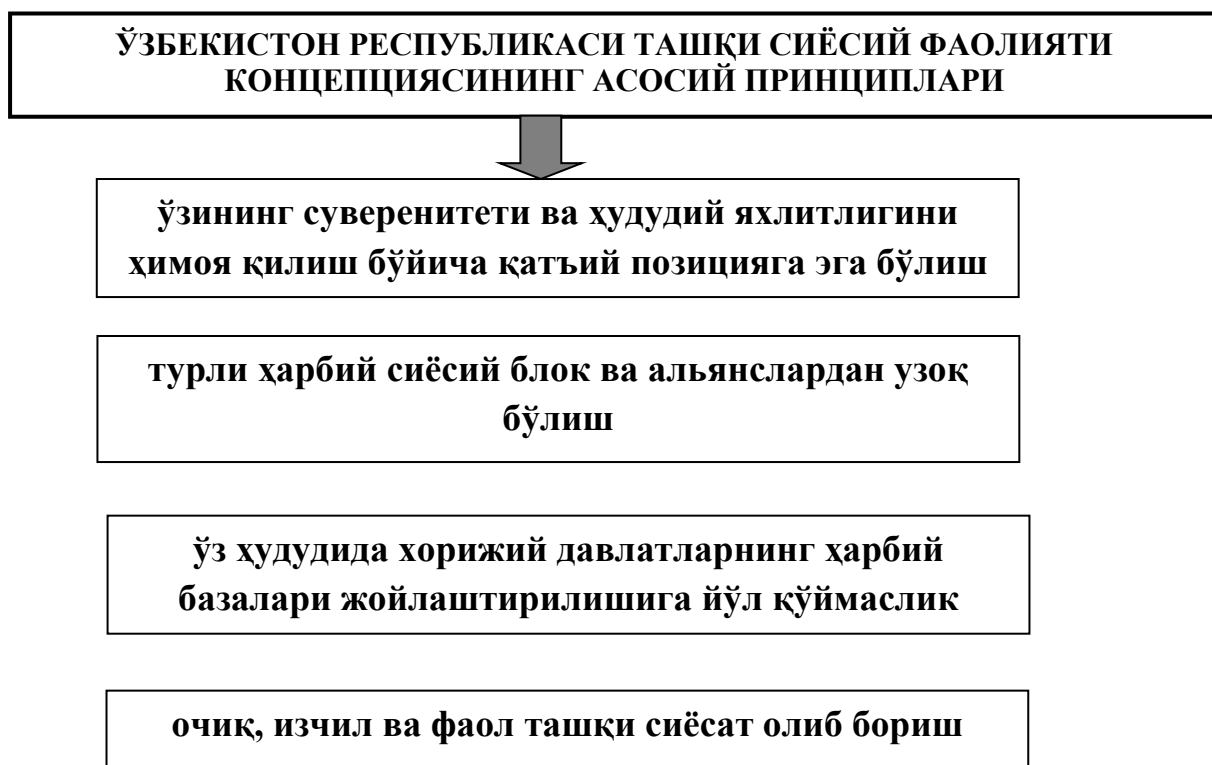 ЎЗБЕКИСТОН РЕСПУБЛИКАСИ ТАШҚИ СИЁСИЙ ФАОЛИЯТИ
КОНЦЕПЦИЯСИНИНГ АСОСИЙ ПРИНЦИПЛАРИ
ўзининг суверенитети ва ҳудудий яхлитлигини
ҳимоя қилиш бўйича қатъий позицияга эга бўлиш
турли ҳарбий сиёсий блок ва альянслардан узоқ
бўлиш
ўз ҳудудида хорижий давлатларнинг ҳарбий
базалари жойлаштирилишига йўл қўймаслик
очиқ, изчил ва фаол ташқи сиёсат олиб бориш